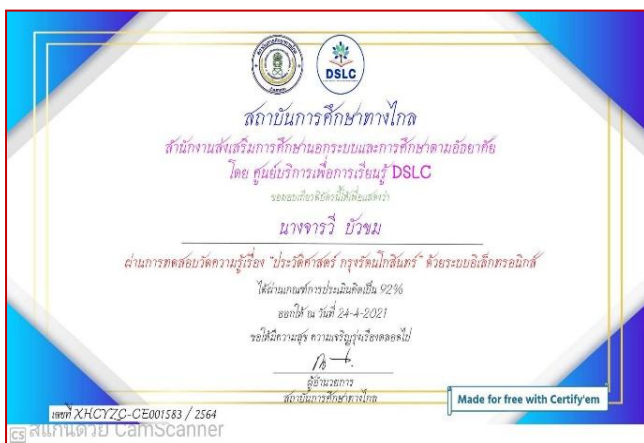 DSLC
สถาบันการศึกษาทางไกล
สำนักงานส่งเสริมการศึกษานอกระบบและการศึกษาตามอัธยาศัย
โดย ศูนย์บริการเพื่อการเรียนรู้ DSLC
ขอมอบเกียรติบัตรนี้ให้เพื่อแสดงว่า
นางจารวี บัวขม
ผ่านการทดสอบวัดความรู้เรื่อง "ประวัติศาสตร์ กรุงรัตนโกสินทร์" ด้วยระบบอิเล็กทรอนิกส์
ได้ผ่านเกณฑ์การประเมินคิดเป็น 92%
ออกให้ ณ วันที่ 24-4-2021
ขอให้มีความสุข ความเจริญรุ่งเรืองตลอดไป
ผู้อำนวยการ
สถาบันการศึกษาทางไกล
Made for free with Certify'em
เลขที่ XHCYZC-CE001583 / 2564
CS สแกนด้วย CamScanner